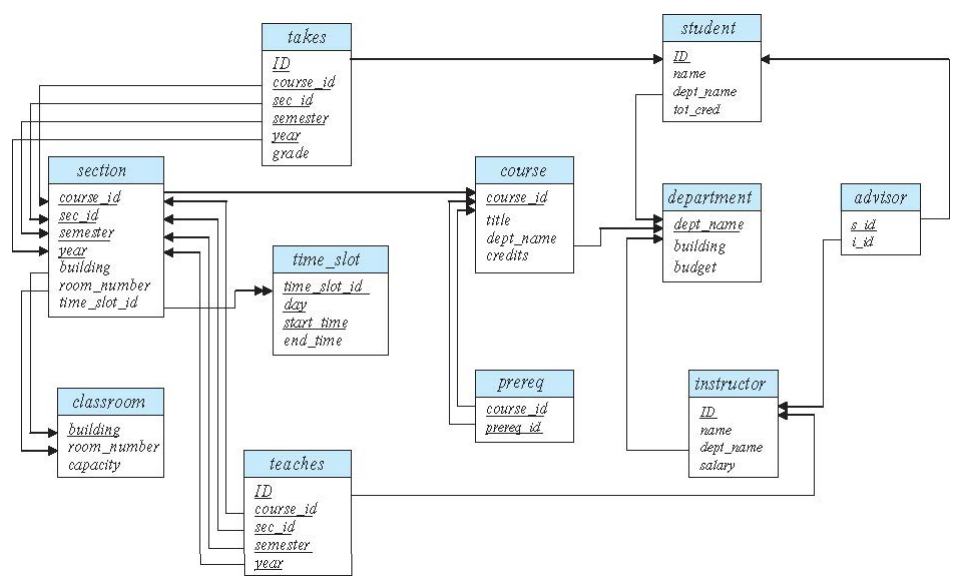 takes
ID
course_id
sec_id
semester
year
grade
student
ID
name
dept_name
tot_cred
section
course_id
sec_id
semester
year
building
room_number
time_slot_id
course
course_id
title
dept_name
credits
department
dept_name
building
budget
advisor
s_id
i_id
time_slot
time_slot_id
day
start_time
end_time
prereq
course_id
prereq_id
instructor
ID
name
dept_name
salary
classroom
building
room_number
capacity
teaches
ID
course_id
sec_id
semester
year